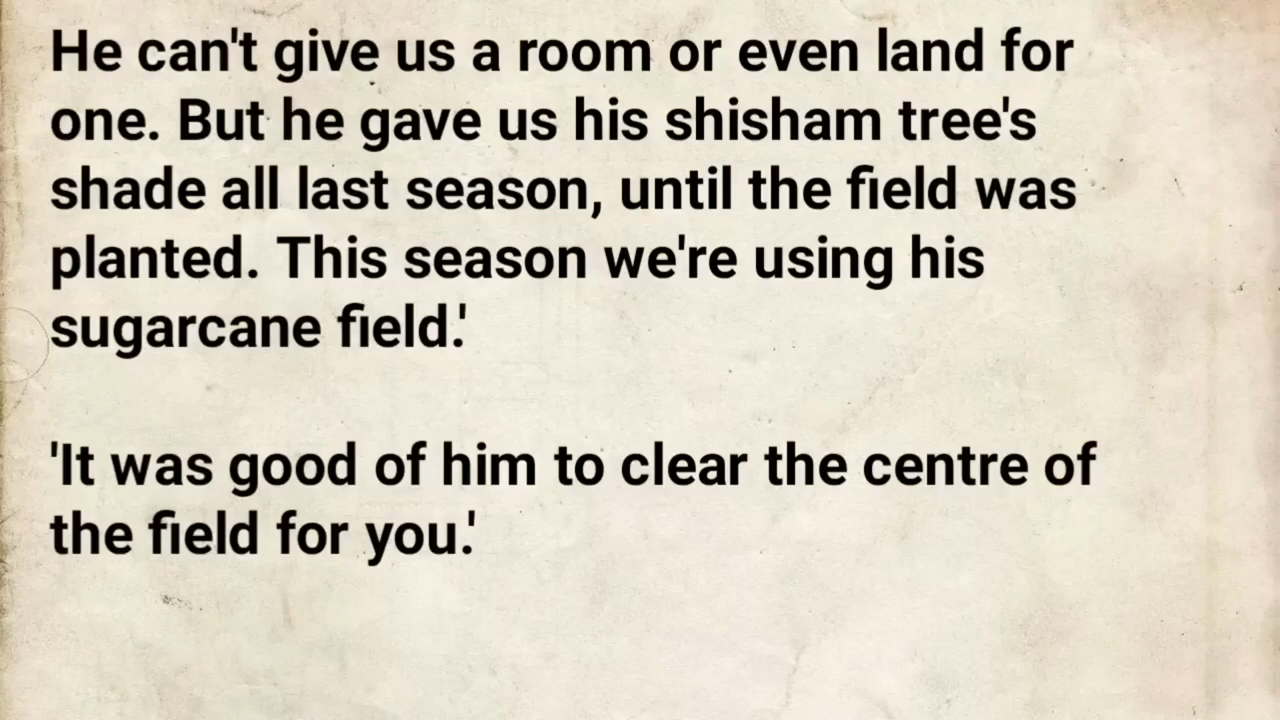 He can't give us a room or even land for
one. But he gave us his shisham tree's
shade all last season, until the field was
planted. This season we're using his
sugarcane field.'
'It was good of him to clear the centre of
the field for you.'